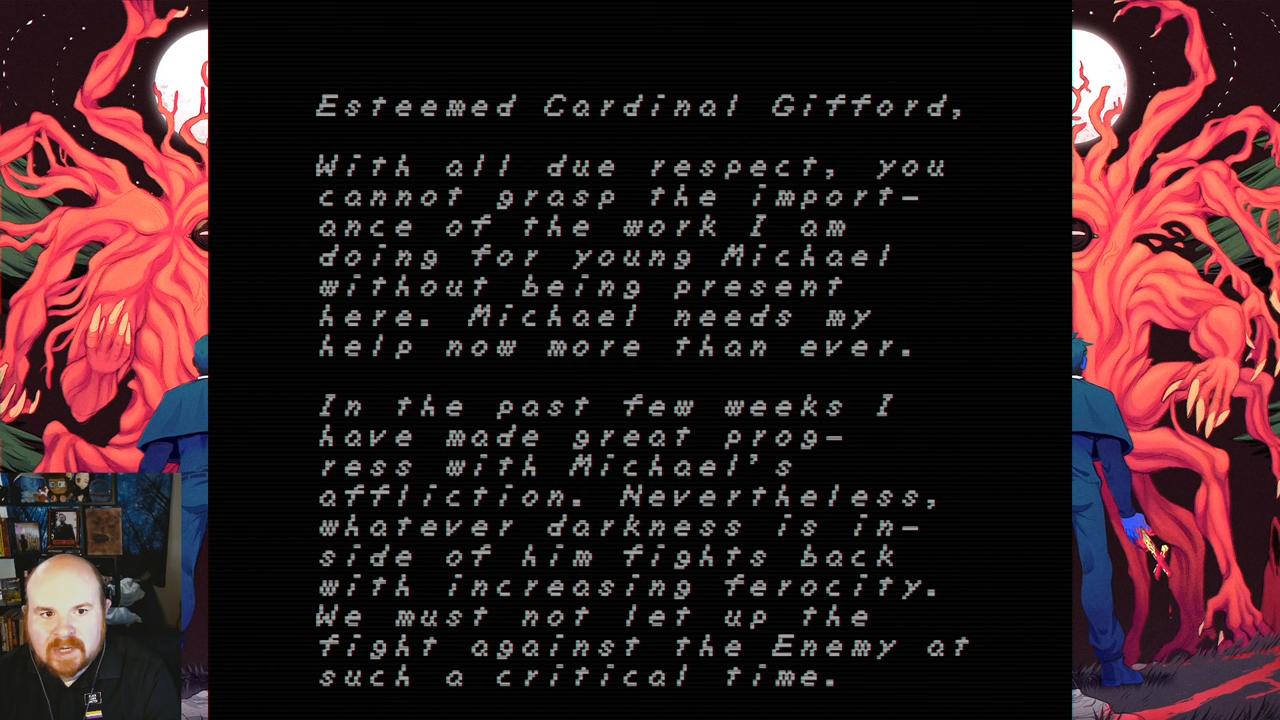 Esteemed Cardinal Gifford,
With all due respect, you
cannot grasp the import-
ance of the work I am
doing for young Michael
without being present
here. Michael needs my
help now more than ever.
In the past few weeks I
have made great prog-
ress with Michael's
affliction. Nevertheless,
whatever darkness is in-
side of him fights back
with increasing ferocity.
We must not let up the
fight against the Enemy at
such a critical time.